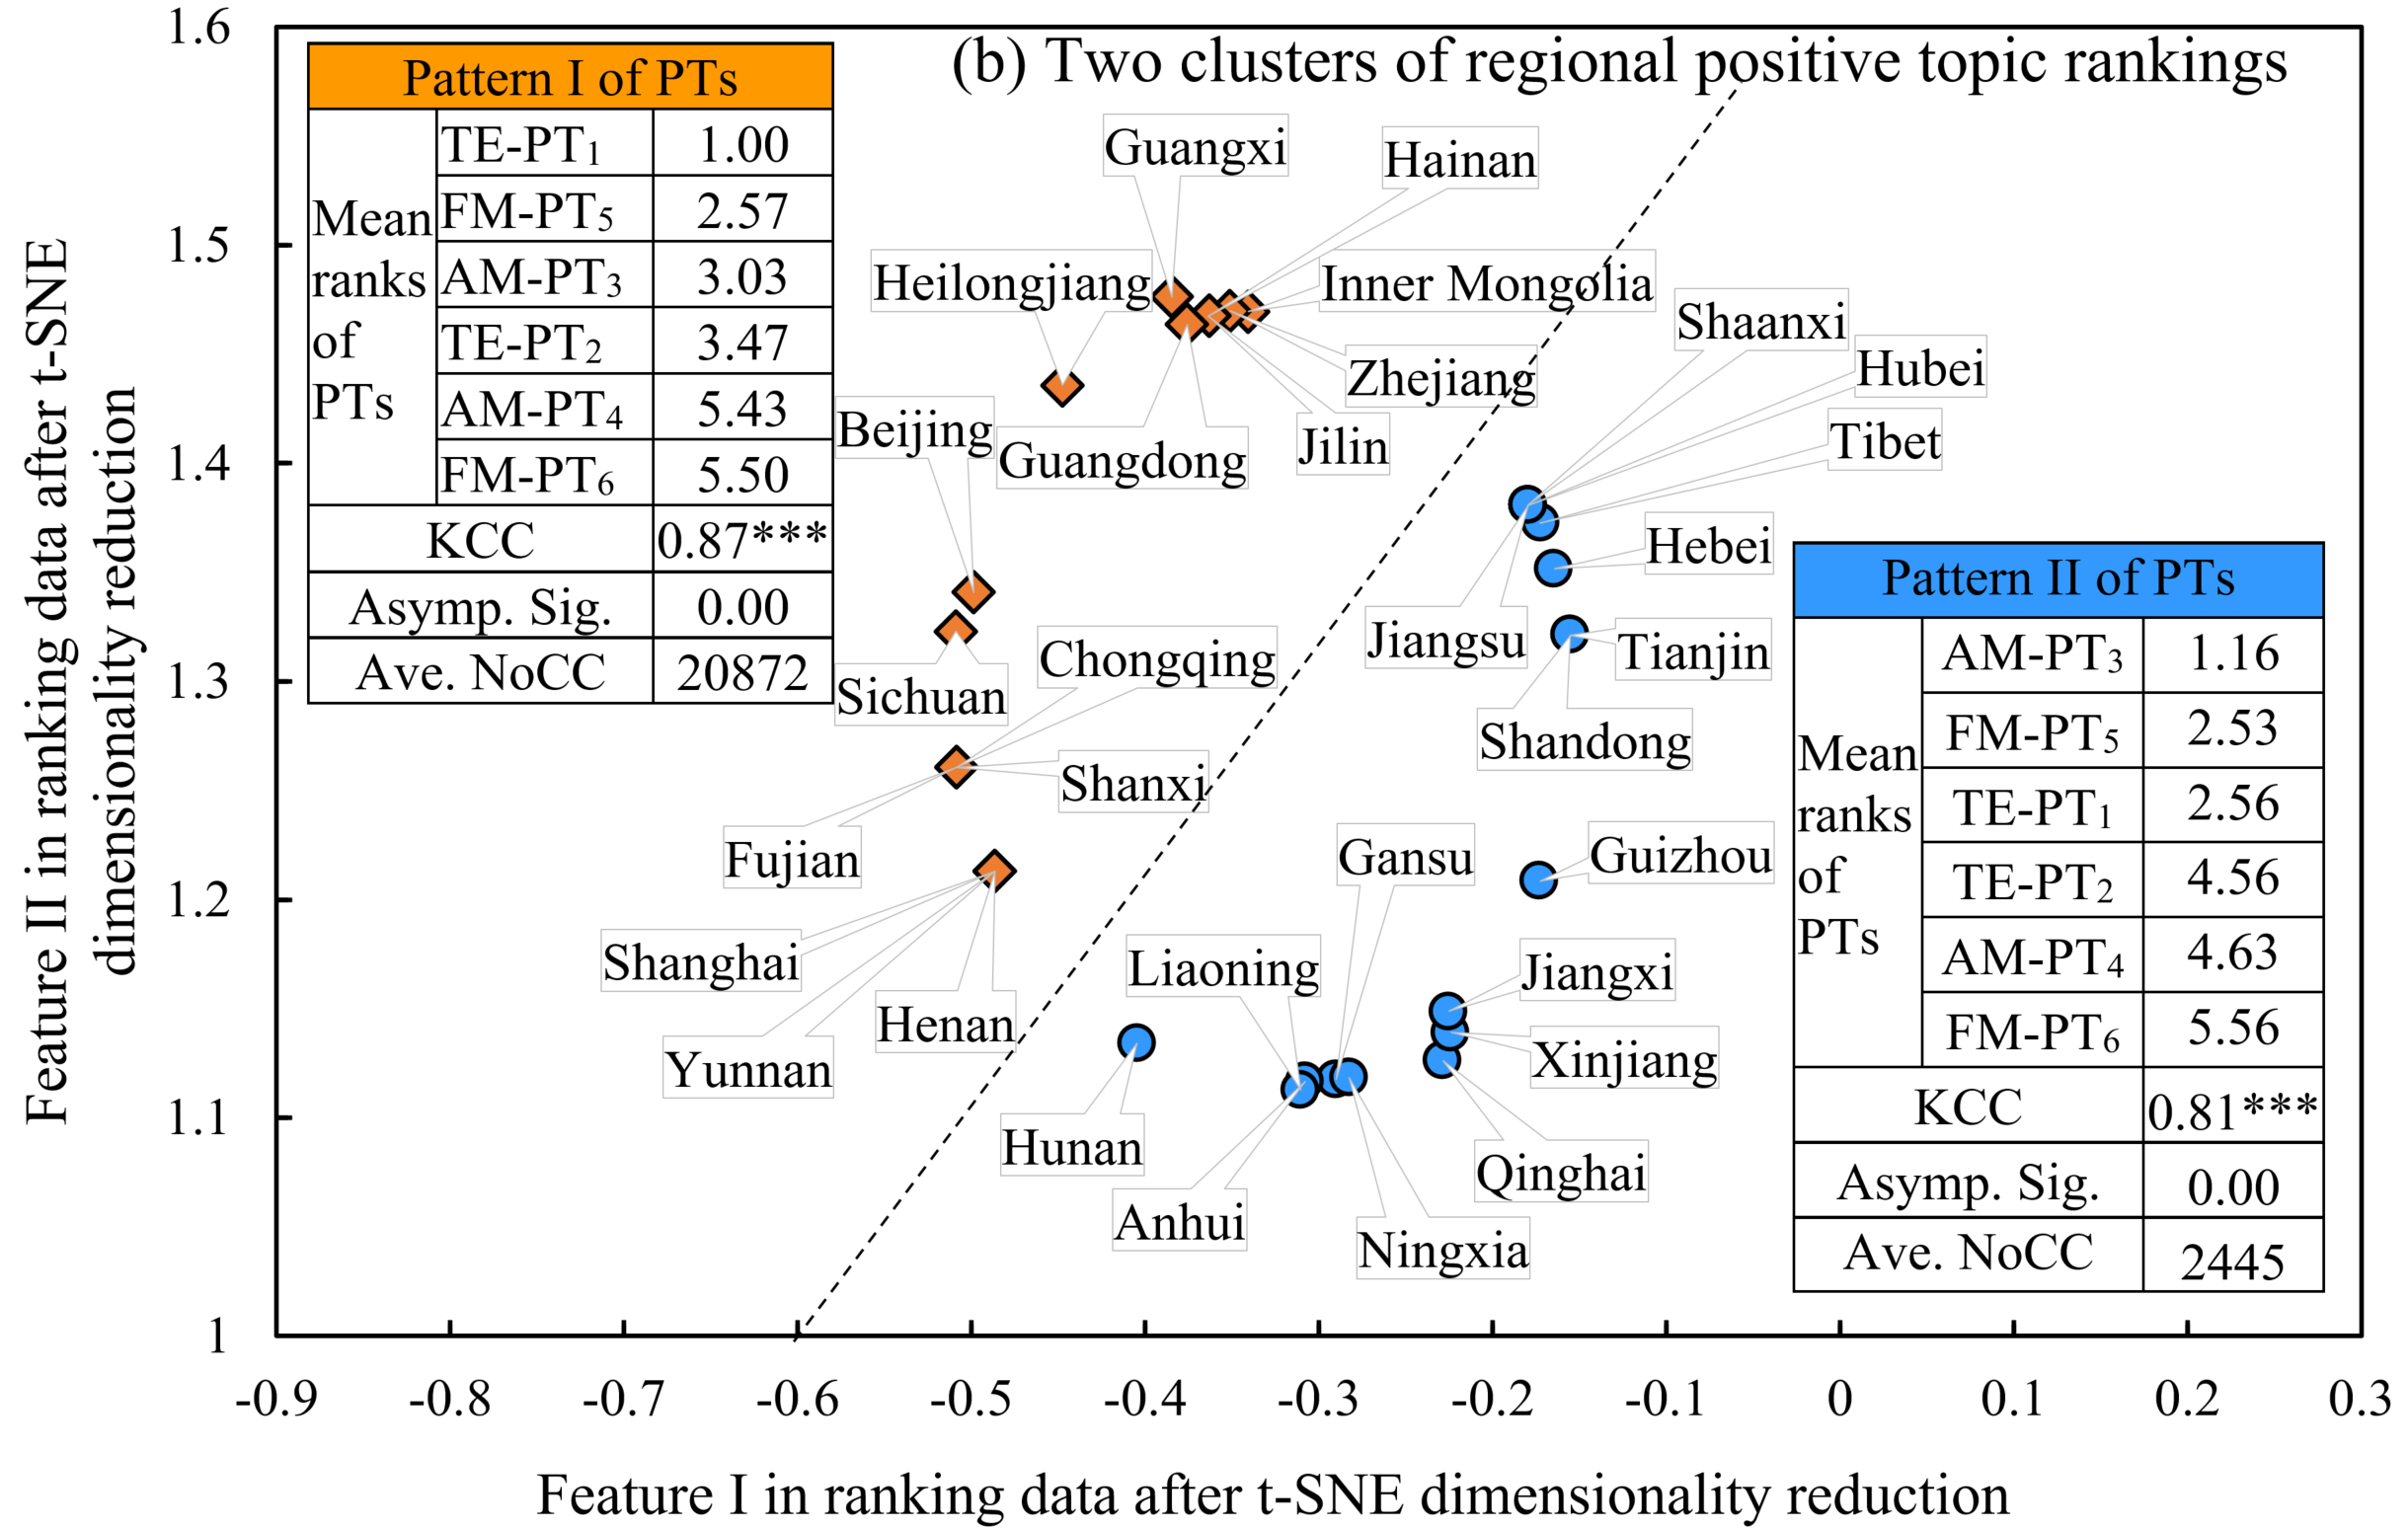 (b) Two clusters of regional positive topic rankings
Feature II in ranking data after t-SNE
dimensionality reduction
1.6
1.5
1.4
1.3
1.2
1.1
1
Pattern I of PTs
Mean
ranks
of
PTs
TE-PT1 1.00
FM-PT5 2.57
AM-PT3 3.03
TE-PT2 3.47
AM-PT4 5.43
FM-PT6 5.50
KCC 0.87***
Asymp. Sig. 0.00
Ave. NoCC 20872
Guangxi
Hainan
Heilongjiang
Inner Mongolia
Zhejiang
Beijing
Guangdong
Jilin
Sichuan
Chongqing
Shanxi
Fujian
Shanghai
Yunnan
Henan
Shaanxi
Hubei
Tibet
Hebei
Jiangsu
Tianjin
Shandong
Guizhou
Gansu
Liaoning
Jiangxi
Xinjiang
Hunan
Qinghai
Anhui
Ningxia
Pattern II of PTs
Mean
ranks
of
PTs
AM-PT3 1.16
FM-PT5 2.53
TE-PT1 2.56
TE-PT2 4.56
AM-PT4 4.63
FM-PT6 5.56
KCC 0.81***
Asymp. Sig. 0.00
Ave. NoCC 2445
-0.9 -0.8 -0.7 -0.6 -0.5 -0.4 -0.3 -0.2 -0.1 0 0.1 0.2 0.3
Feature I in ranking data after t-SNE dimensionality reduction